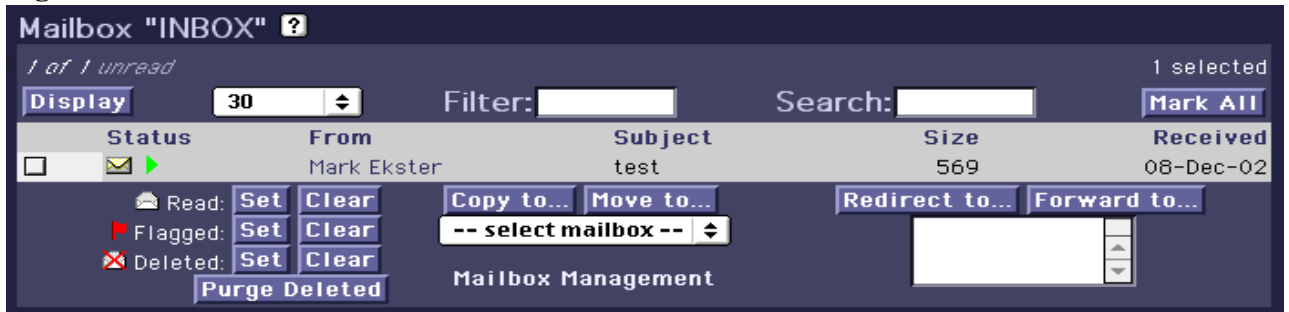 Mailbox "INBOX" ?
1 of 1 unread 1 selected
Display 30 Filter: Search: Mark All
Status From Subject Size Received
Mark Ekster test 569 08-Dec-02
Read: Set Clear Copy to... Move to... Redirect to... Forward to...
Flagged: Set Clear -- select mailbox --
Deleted: Set Clear
Mailbox Management
Purge Deleted